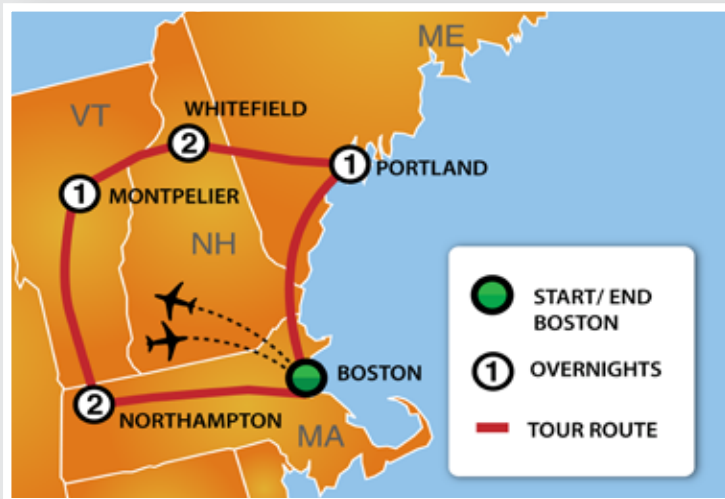 ME
VT
WHITEFIELD
2
1
PORTLAND
1
MONTPELIER
NH
START/ END
BOSTON
BOSTON
1
OVERNIGHTS
2
NORTHAMPTON
MA
TOUR ROUTE